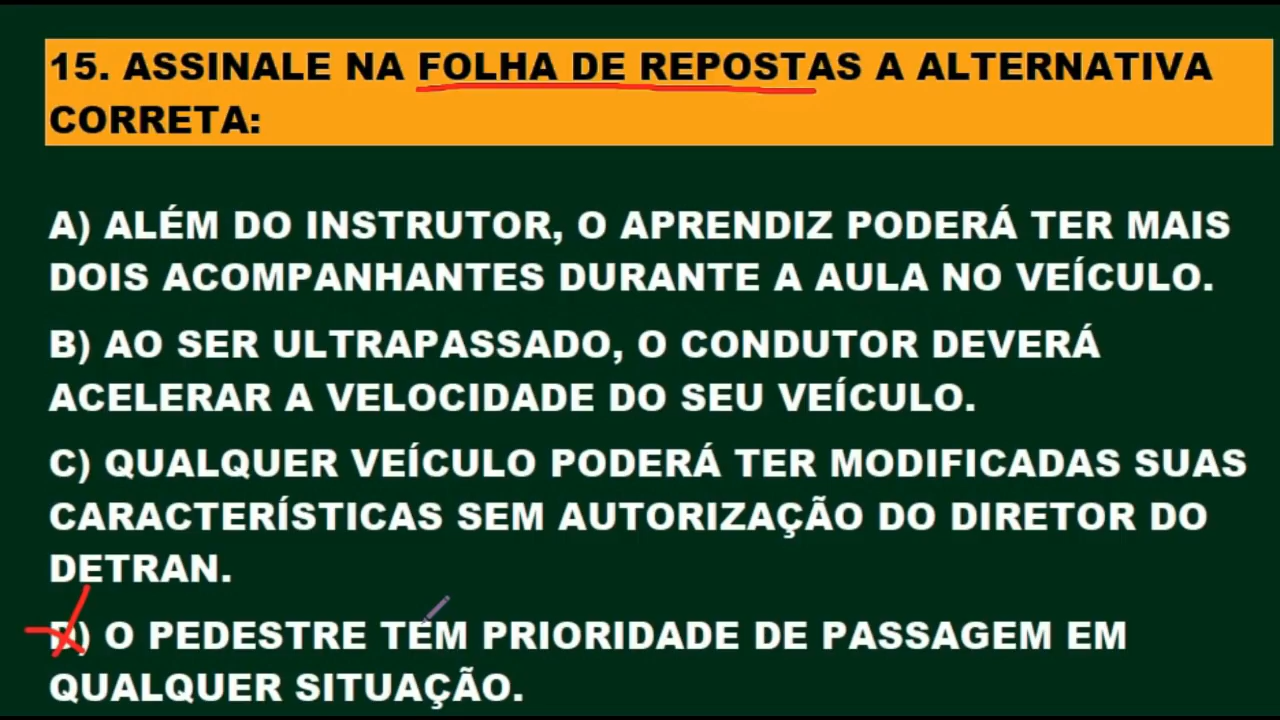 15. ASSINALE NA FOLHA DE REPOSTAS A ALTERNATIVA
CORRETA:
A) ALÉM DO INSTRUTOR, O APRENDIZ PODERÁ TER MAIS
DOIS ACOMPANHANTES DURANTE A AULA NO VEÍCULO.
B) AO SER ULTRAPASSADO, O CONDUTOR DEVERÁ
ACELERAR A VELOCIDADE DO SEU VEÍCULO.
C) QUALQUER VEÍCULO PODERÁ TER MODIFICADAS SUAS
CARACTERÍSTICAS SEM AUTORIZAÇÃO DO DIRETOR DO
DETRAN.
D) O PEDESTRE TEM PRIORIDADE DE PASSAGEM EM
QUALQUER SITUAÇÃO.